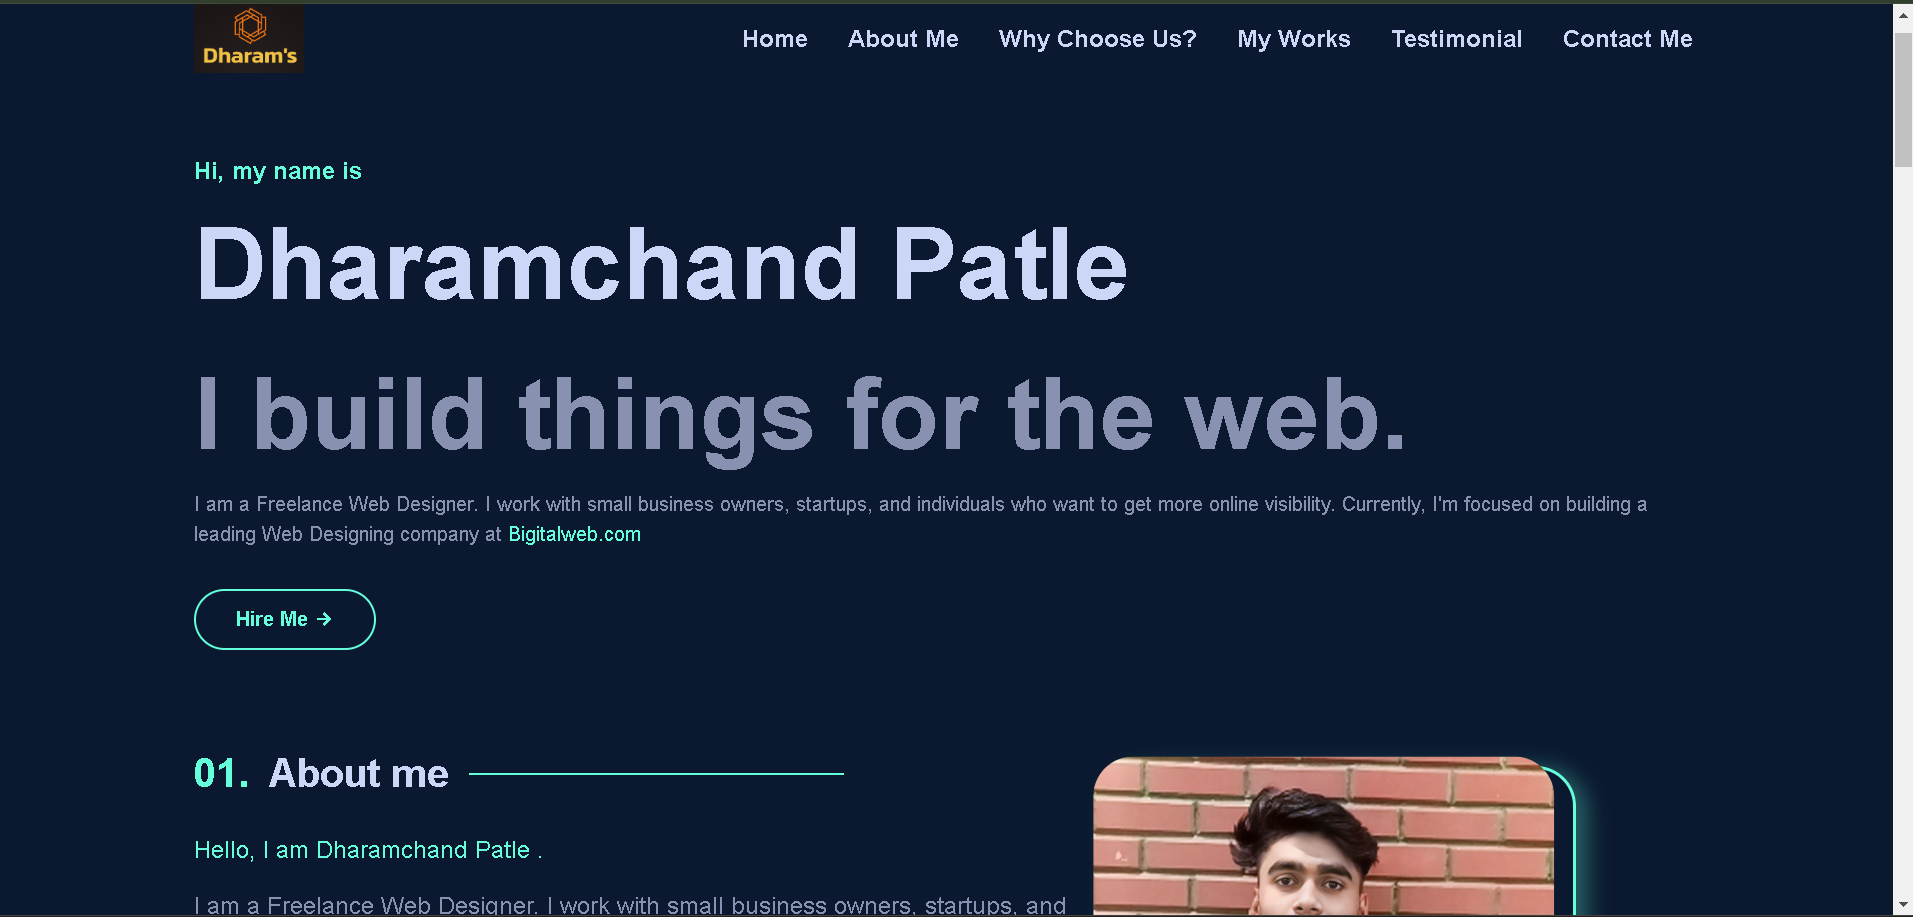 Dharam's
Home About Me Why Choose Us? My Works Testimonial Contact Me
Hi, my name is
Dharamchand Patle
I build things for the web.
I am a Freelance Web Designer. I work with small business owners, startups, and individuals who want to get more online visibility. Currently, I'm focused on building a
leading Web Designing company at Bigitalweb.com
Hire Me →
01. About me
Hello, I am Dharamchand Patle .
I am a Freelance Web Designer. I work with small business owners, startups, and